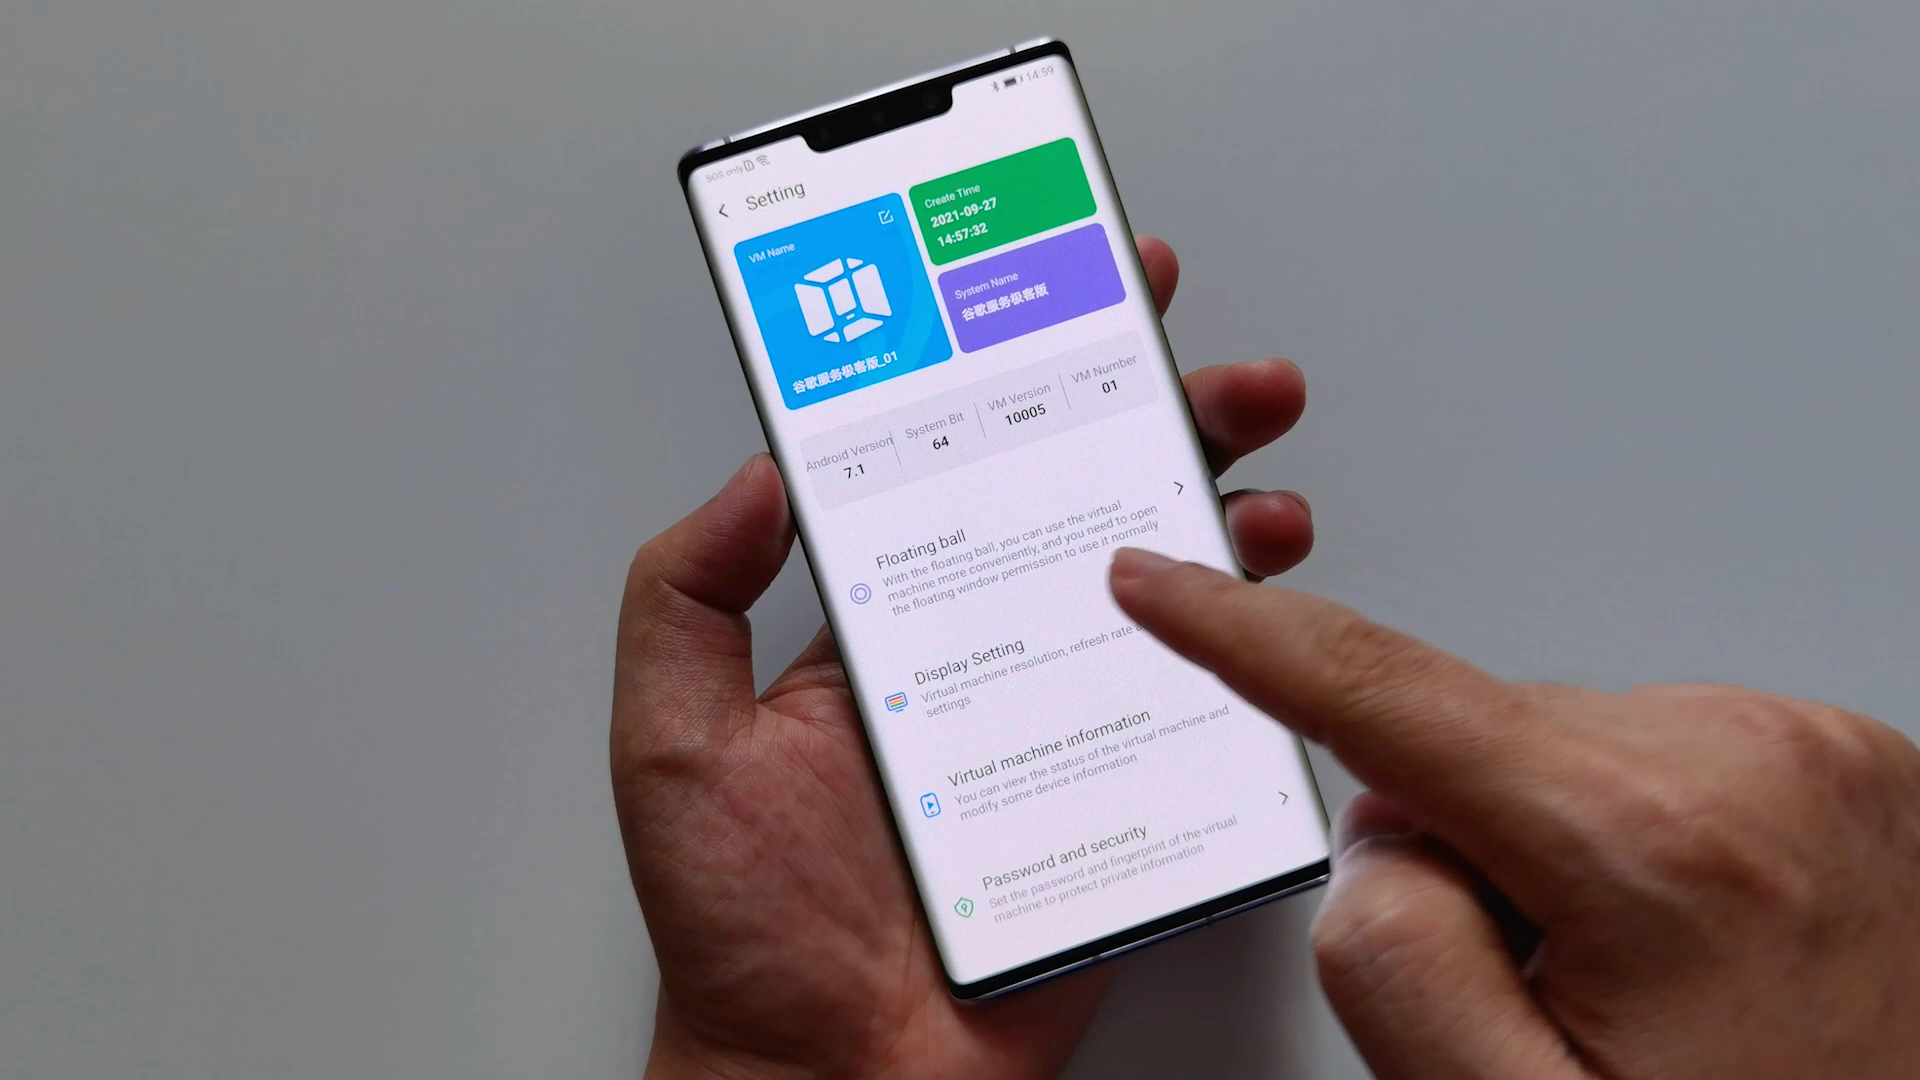 SOS only
14:59
Setting
VM Name
谷歌服务极客版_01
Create Time
2021-09-27
14:57:32
System Name
谷歌服务极客版
Android Version
7.1
System Bit
64
VM Version
10005
VM Number
01
Floating ball
With the floating ball, you can use the virtual
machine more conveniently, and you need to open
the floating window permission to use it normally
Display Setting
Virtual machine resolution, refresh rate
settings
Virtual machine information
You can view the status of the virtual machine and
modify some device information
Password and security
Set the password and fingerprint of the virtual
machine to protect private information